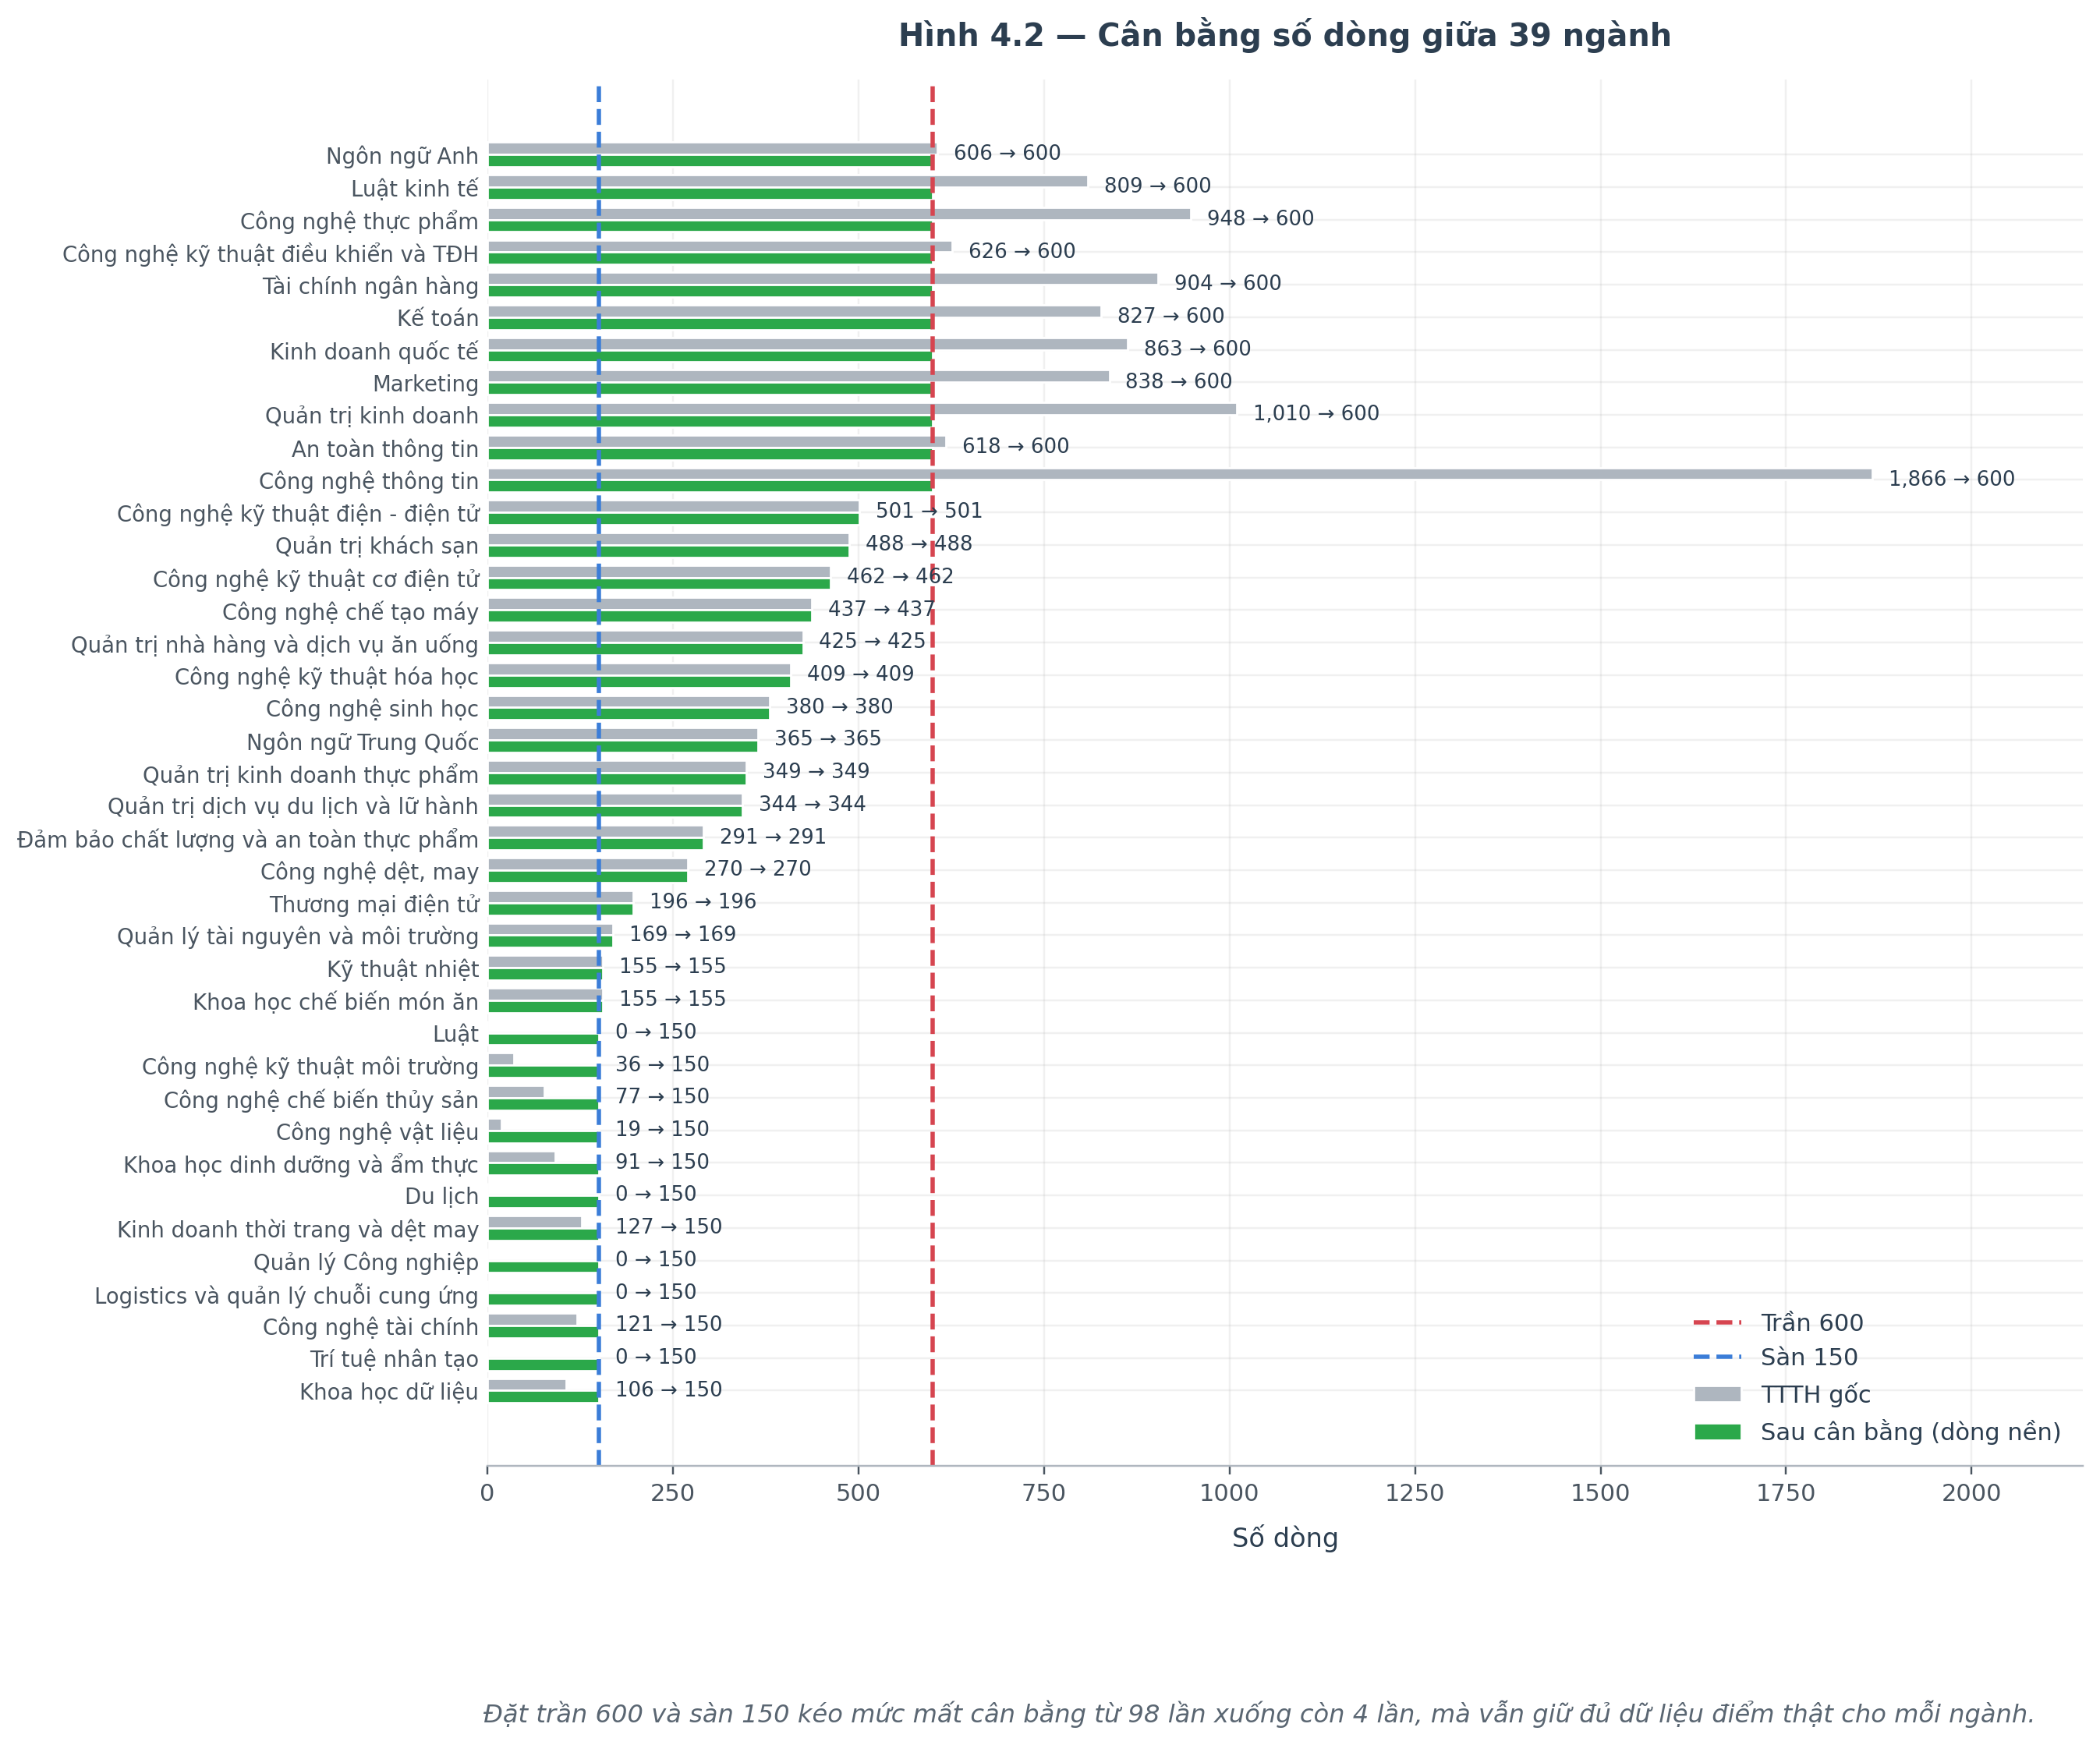 Hình 4.2 — Cân bằng số dòng giữa 39 ngành
Ngôn ngữ Anh 606 → 600
Luật kinh tế 809 → 600
Công nghệ thực phẩm 948 → 600
Công nghệ kỹ thuật điều khiển và TĐH 626 → 600
Tài chính ngân hàng 904 → 600
Kế toán 827 → 600
Kinh doanh quốc tế 863 → 600
Marketing 838 → 600
Quản trị kinh doanh 1,010 → 600
An toàn thông tin 618 → 600
Công nghệ thông tin 1,866 → 600
Công nghệ kỹ thuật điện - điện tử 501 → 501
Quản trị khách sạn 488 → 488
Công nghệ kỹ thuật cơ điện tử 462 → 462
Công nghệ chế tạo máy 437 → 437
Quản trị nhà hàng và dịch vụ ăn uống 425 → 425
Công nghệ kỹ thuật hóa học 409 → 409
Công nghệ sinh học 380 → 380
Ngôn ngữ Trung Quốc 365 → 365
Quản trị kinh doanh thực phẩm 349 → 349
Quản trị dịch vụ du lịch và lữ hành 344 → 344
Đảm bảo chất lượng và an toàn thực phẩm 291 → 291
Công nghệ dệt, may 270 → 270
Thương mại điện tử 196 → 196
Quản lý tài nguyên và môi trường 169 → 169
Kỹ thuật nhiệt 155 → 155
Khoa học chế biến món ăn 155 → 155
Luật 0 → 150
Công nghệ kỹ thuật môi trường 36 → 150
Công nghệ chế biến thủy sản 77 → 150
Công nghệ vật liệu 19 → 150
Khoa học dinh dưỡng và ẩm thực 91 → 150
Du lịch 0 → 150
Kinh doanh thời trang và dệt may 127 → 150
Quản lý Công nghiệp 0 → 150
Logistics và quản lý chuỗi cung ứng 0 → 150
Công nghệ tài chính 121 → 150
Trí tuệ nhân tạo 0 → 150
Khoa học dữ liệu 106 → 150
Trần 600
Sàn 150
TTTH gốc
Sau cân bằng (dòng nền)
0 250 500 750 1000 1250 1500 1750 2000
Số dòng
Đặt trần 600 và sàn 150 kéo mức mất cân bằng từ 98 lần xuống còn 4 lần, mà vẫn giữ đủ dữ liệu điểm thật cho mỗi ngành.